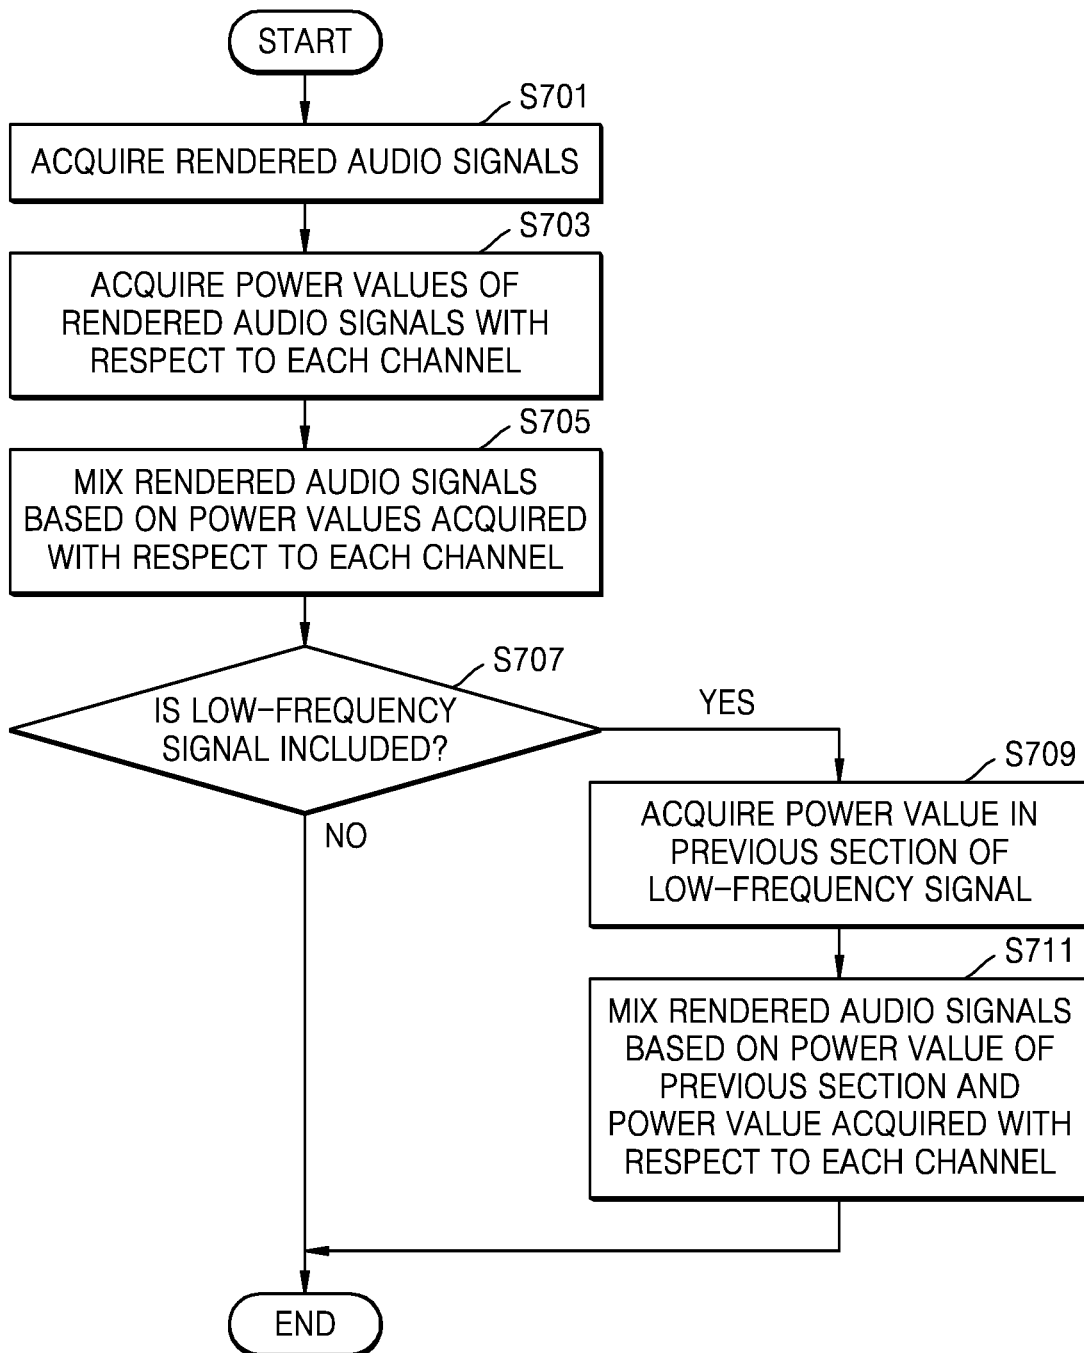 START
S701
ACQUIRE RENDERED AUDIO SIGNALS
S703
ACQUIRE POWER VALUES OF
RENDERED AUDIO SIGNALS WITH
RESPECT TO EACH CHANNEL
S705
MIX RENDERED AUDIO SIGNALS
BASED ON POWER VALUES ACQUIRED
WITH RESPECT TO EACH CHANNEL
S707
IS LOW-FREQUENCY
SIGNAL INCLUDED?
YES
NO
S709
ACQUIRE POWER VALUE IN
PREVIOUS SECTION OF
LOW-FREQUENCY SIGNAL
S711
MIX RENDERED AUDIO SIGNALS
BASED ON POWER VALUE OF
PREVIOUS SECTION AND
POWER VALUE ACQUIRED WITH
RESPECT TO EACH CHANNEL
END